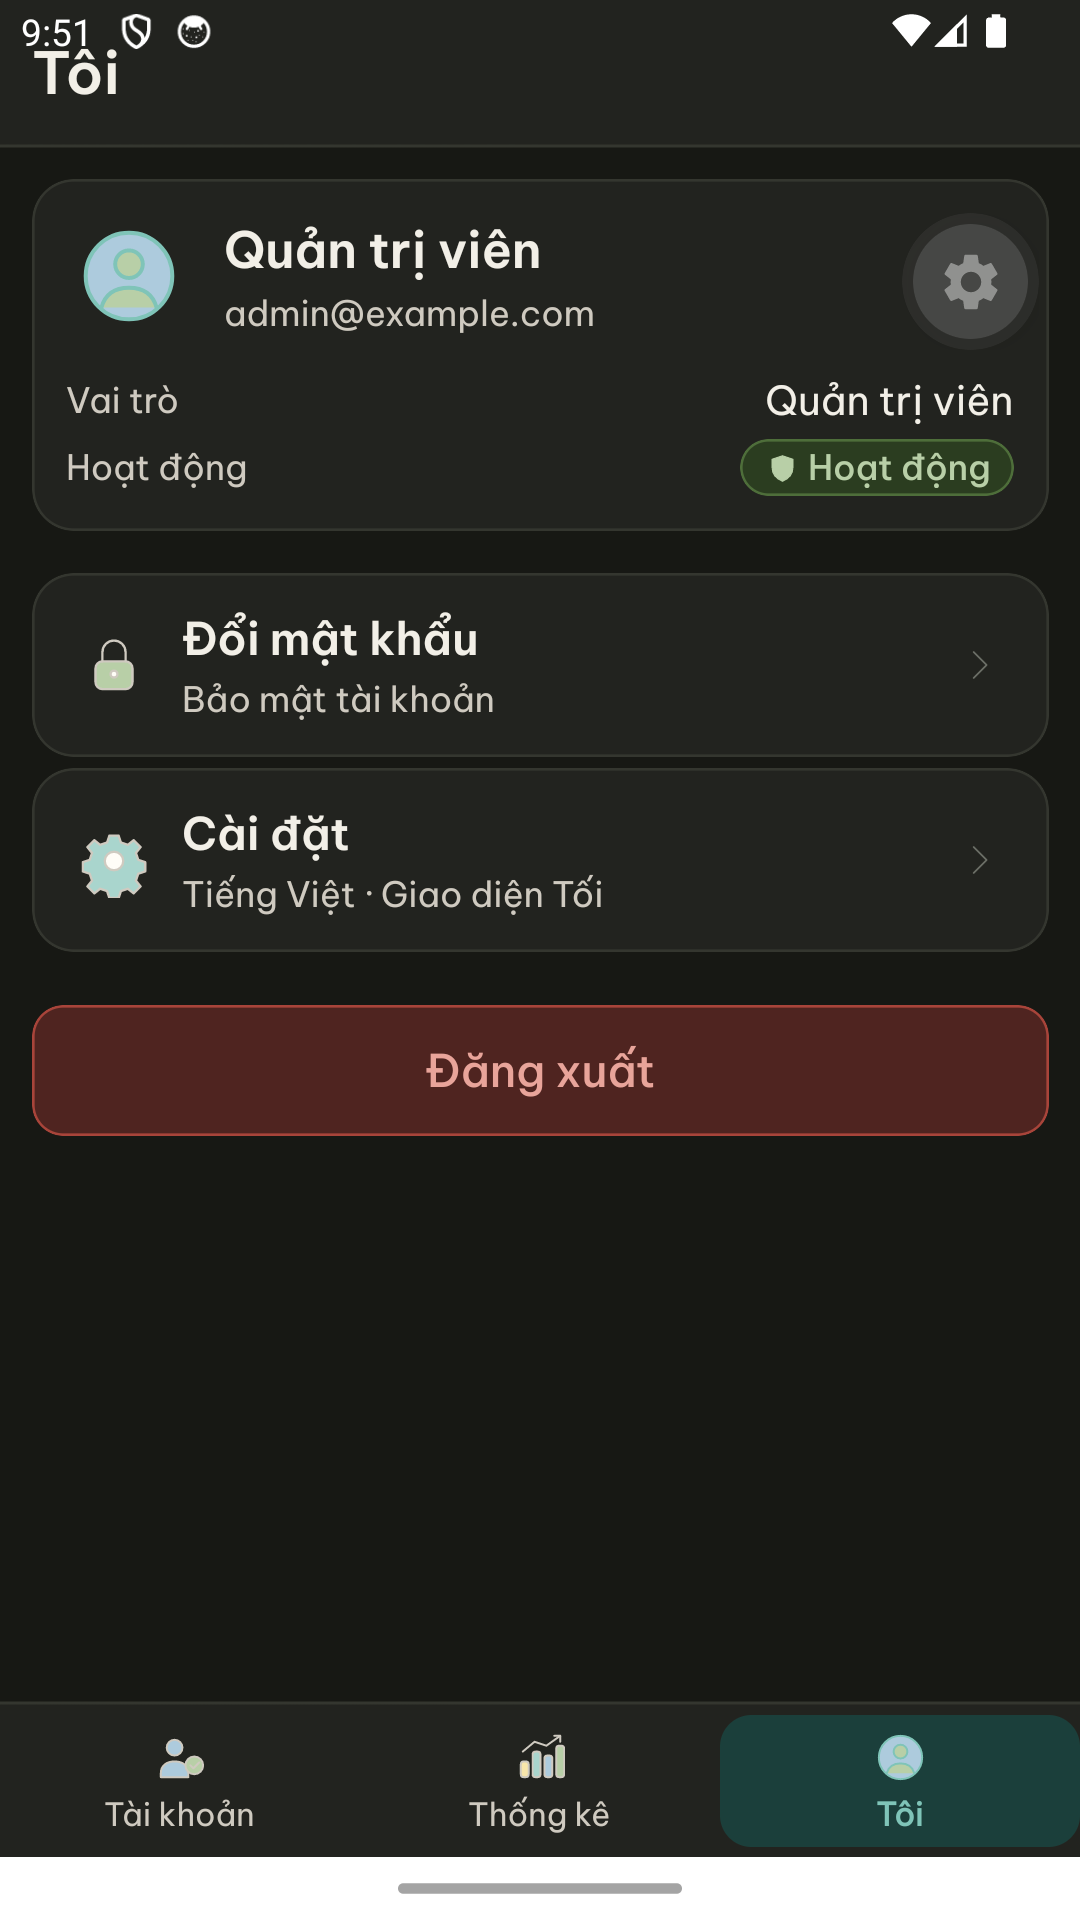 9:51
Tôi
Quản trị viên
admin@example.com
Vai trò
Quản trị viên
Hoạt động
Hoạt động
Đổi mật khẩu
Bảo mật tài khoản
Cài đặt
Tiếng Việt · Giao diện Tối
Đăng xuất
Tài khoản
Thống kê
Tôi